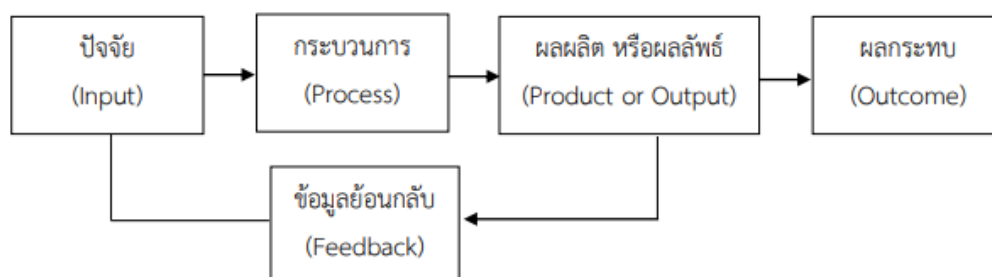 ปัจจัย
(Input)
กระบวนการ
(Process)
ผลผลิต หรือผลลัพธ์
(Product or Output)
ผลกระทบ
(Outcome)
ข้อมูลย้อนกลับ
(Feedback)